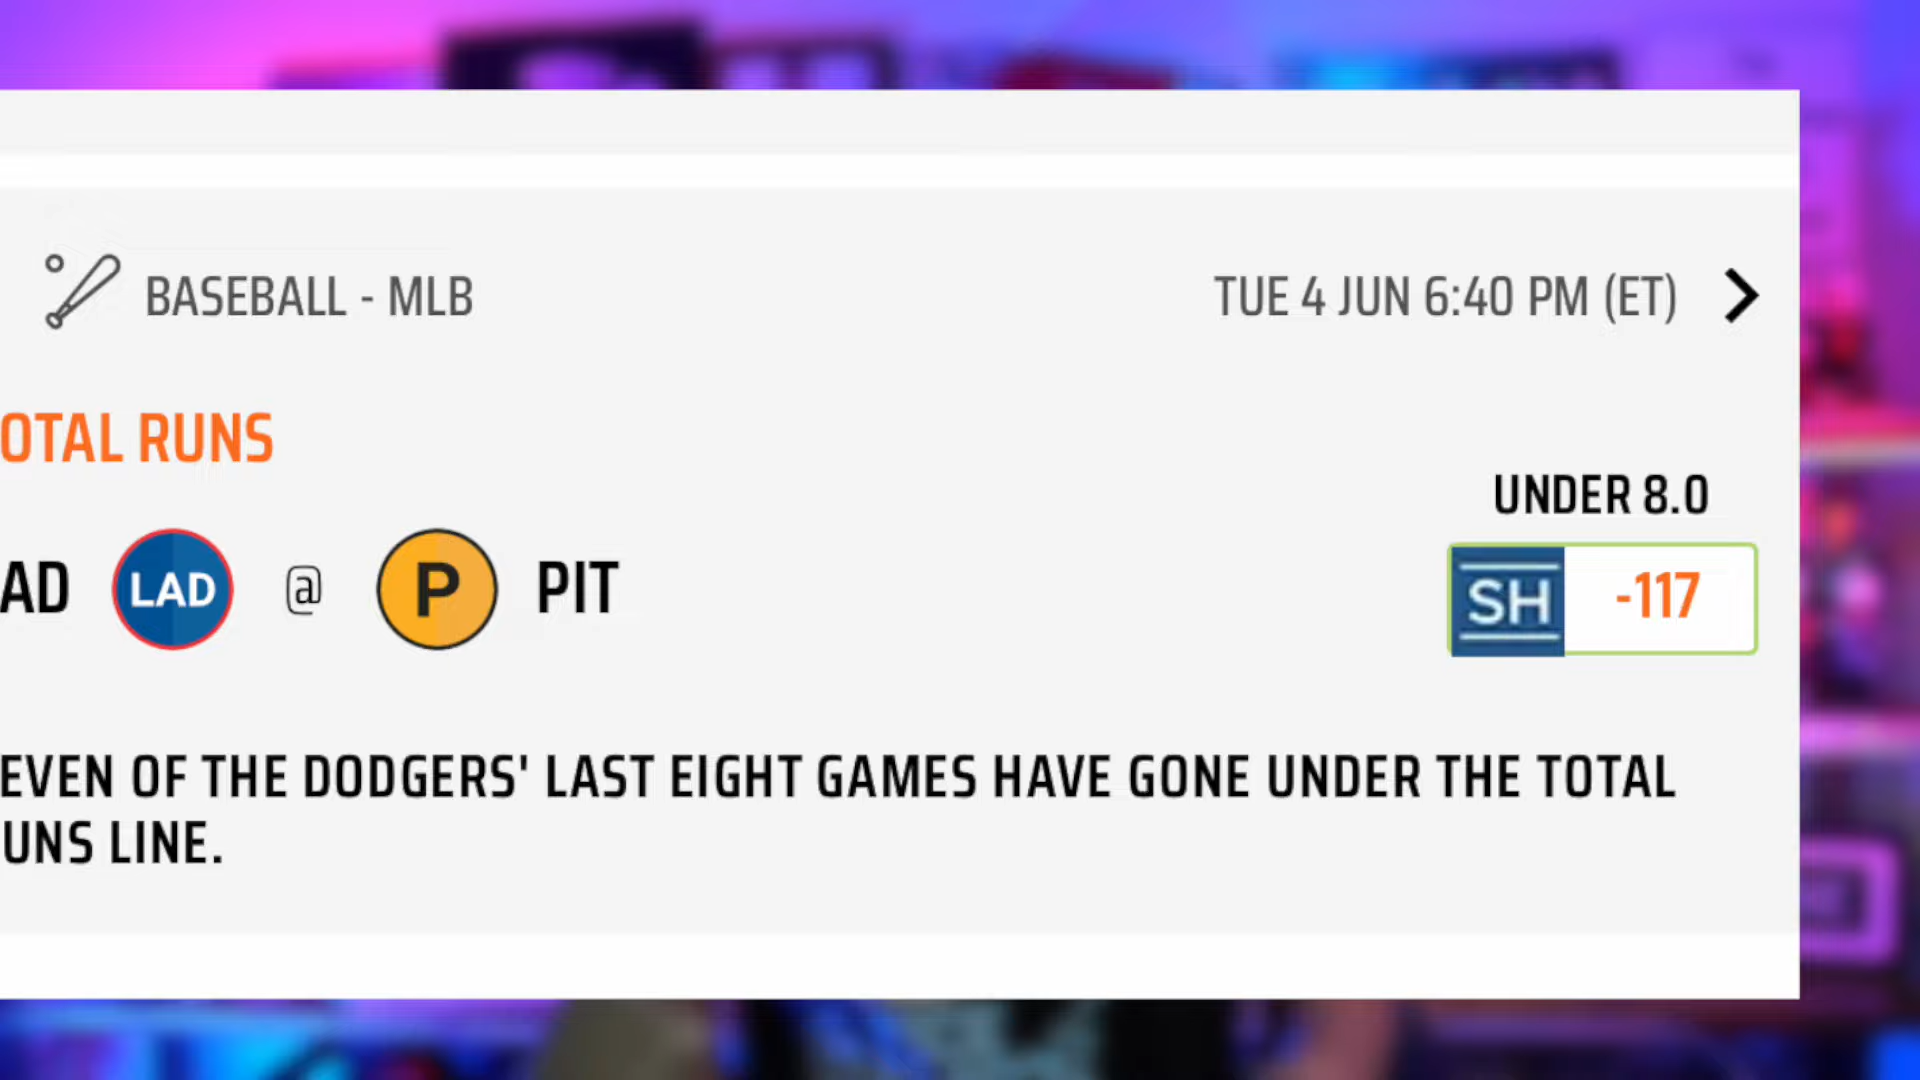 BASEBALL - MLB
TUE 4 JUN 6:40 PM (ET)
OTAL RUNS
UNDER 8.0
AD LAD @ P PIT
SH -117
EVEN OF THE DODGERS' LAST EIGHT GAMES HAVE GONE UNDER THE TOTAL
UNS LINE.